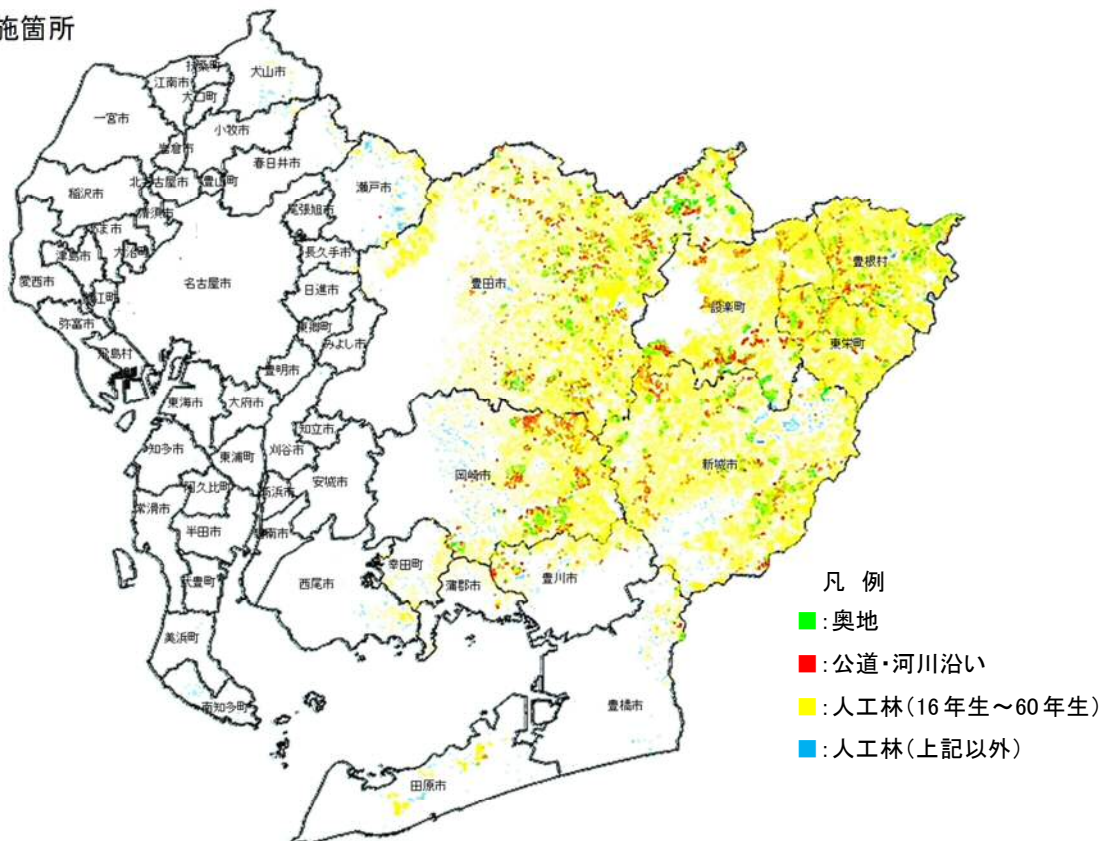 施箇所
扶桑町
犬山市
江南市
大口町
一宮市
小牧市
岩倉市
春日井市
北名古屋市
豊山町
瀬戸市
稲沢市
清須市
尾張旭市
あま市
津島市
大治町
長久手市
愛西市
名古屋市
日進市
豊田市
設楽町
豊根村
東栄町
江町
弥富市
東郷町
みよし市
飛島村
豊明市
東海市
大府市
知立市
知多市
東浦町
刈谷市
安城市
岡崎市
新城市
阿久比町
高浜市
常滑市
半田市
南市
幸田町
西尾市
蒲郡市
豊川市
武豊町
美浜町
南知多町
豊橋市
田原市
凡 例
:奥地
:公道・河川沿い
:人工林(16年生～60年生)
:人工林(上記以外)